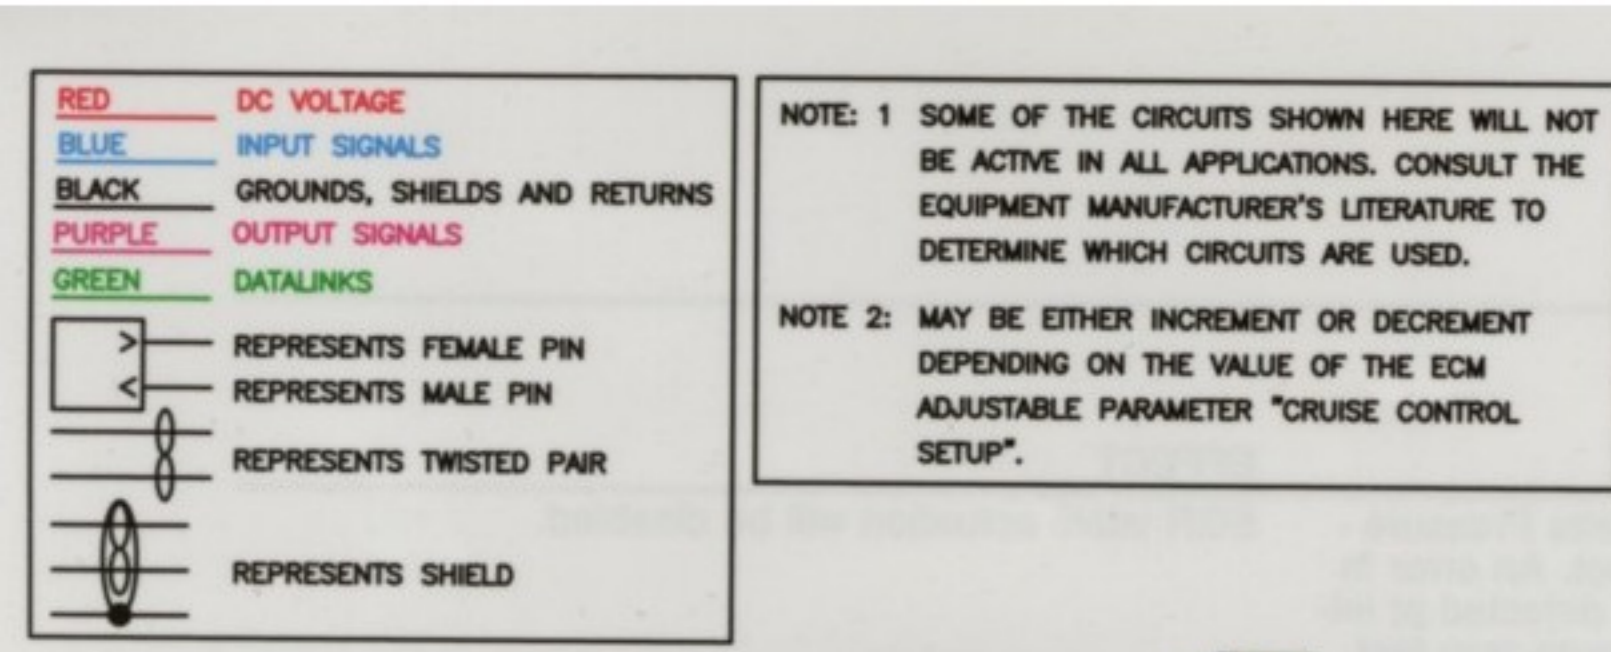 RED DC VOLTAGE
BLUE INPUT SIGNALS
BLACK GROUNDS, SHIELDS AND RETURNS
PURPLE OUTPUT SIGNALS
GREEN DATALINKS
> REPRESENTS FEMALE PIN
< REPRESENTS MALE PIN
REPRESENTS TWISTED PAIR
REPRESENTS SHIELD
NOTE: 1 SOME OF THE CIRCUITS SHOWN HERE WILL NOT
BE ACTIVE IN ALL APPLICATIONS. CONSULT THE
EQUIPMENT MANUFACTURER'S LITERATURE TO
DETERMINE WHICH CIRCUITS ARE USED.
NOTE 2: MAY BE EITHER INCREMENT OR DECREMENT
DEPENDING ON THE VALUE OF THE ECM
ADJUSTABLE PARAMETER "CRUISE CONTROL
SETUP".